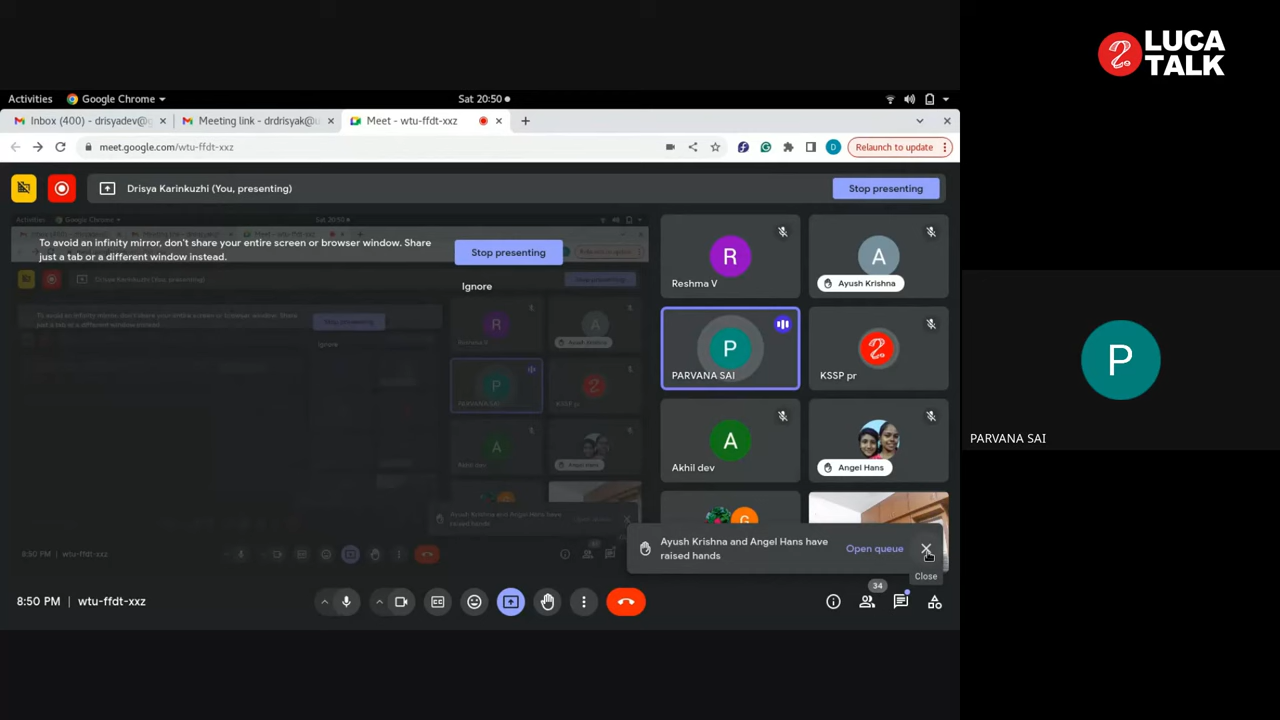 LUCA
TALK
Activities
Google Chrome
Sat 20:50
Inbox (400) - drisyadev@g
Meeting link - drdrisyak@u
Meet - wtu-ffdt-xxz
meet.google.com/wtu-ffdt-xxz
Relaunch to update
Drisya Karinkuzhi (You, presenting)
Stop presenting
To avoid an infinity mirror, don't share your entire screen or browser window. Share
just a tab or a different window instead.
Stop presenting
Ignore
R
Reshma V
A
Ayush Krishna
P
PARVANA SAI
KSSP pr
A
Akhil dev
Angel Hans
G
Ayush Krishna and Angel Hans have
raised hands
Open queue
Close
34
8:50 PM | wtu-ffdt-xxz
P
PARVANA SAI